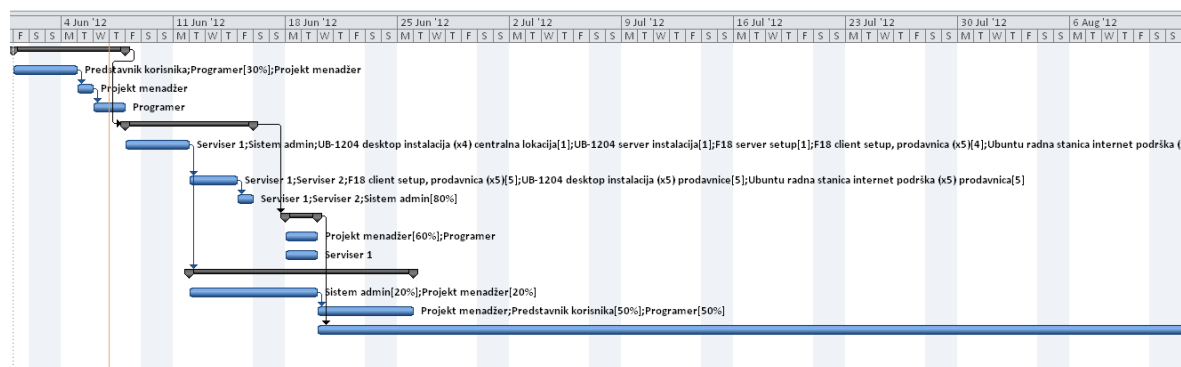 4 Jun '12 11 Jun '12 18 Jun '12 25 Jun '12 2 Jul '12 9 Jul '12 16 Jul '12 23 Jul '12 30 Jul '12 6 Aug '12
F S S M T W T F S S M T W T F S S M T W T F S S M T W T F S S M T W T F S S M T W T F S S M T W T F S S M T W T F S S M T W T F S S M T W T F S S
Predstavnik korisnika;Programer[30%];Projekt menadžer
Projekt menadžer
Programer
Serviser 1;Sistem admin;UB-1204 desktop instalacija (x4) centralna lokacija[1];UB-1204 server instalacija[1];F18 server setup[1];F18 client setup, prodavnica (x5)[4];Ubuntu radna stanica internet podrška (
Serviser 1;Serviser 2;F18 client setup, prodavnica (x5)[5];UB-1204 desktop instalacija (x5) prodavnice[5];Ubuntu radna stanica internet podrška (x5) prodavnica[5]
Serviser 1;Serviser 2;Sistem admin[80%]
Projekt menadžer[60%];Programer
Serviser 1
Sistem admin[20%];Projekt menadžer[20%]
Projekt menadžer;Predstavnik korisnika[50%];Programer[50%]